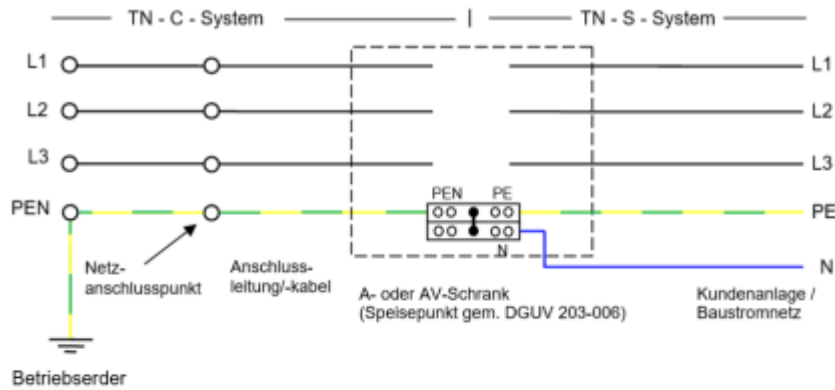 TN - C - System | TN - S - System
L1 L1
L2 L2
L3 L3
PEN PEN PE PE
N
N
Netz-
anschlusspunkt
Anschluss-
leitung/-kabel
A- oder AV-Schrank
(Speisepunkt gem. DGUV 203-006)
Kundenanlage /
Baustromnetz
Betriebserder